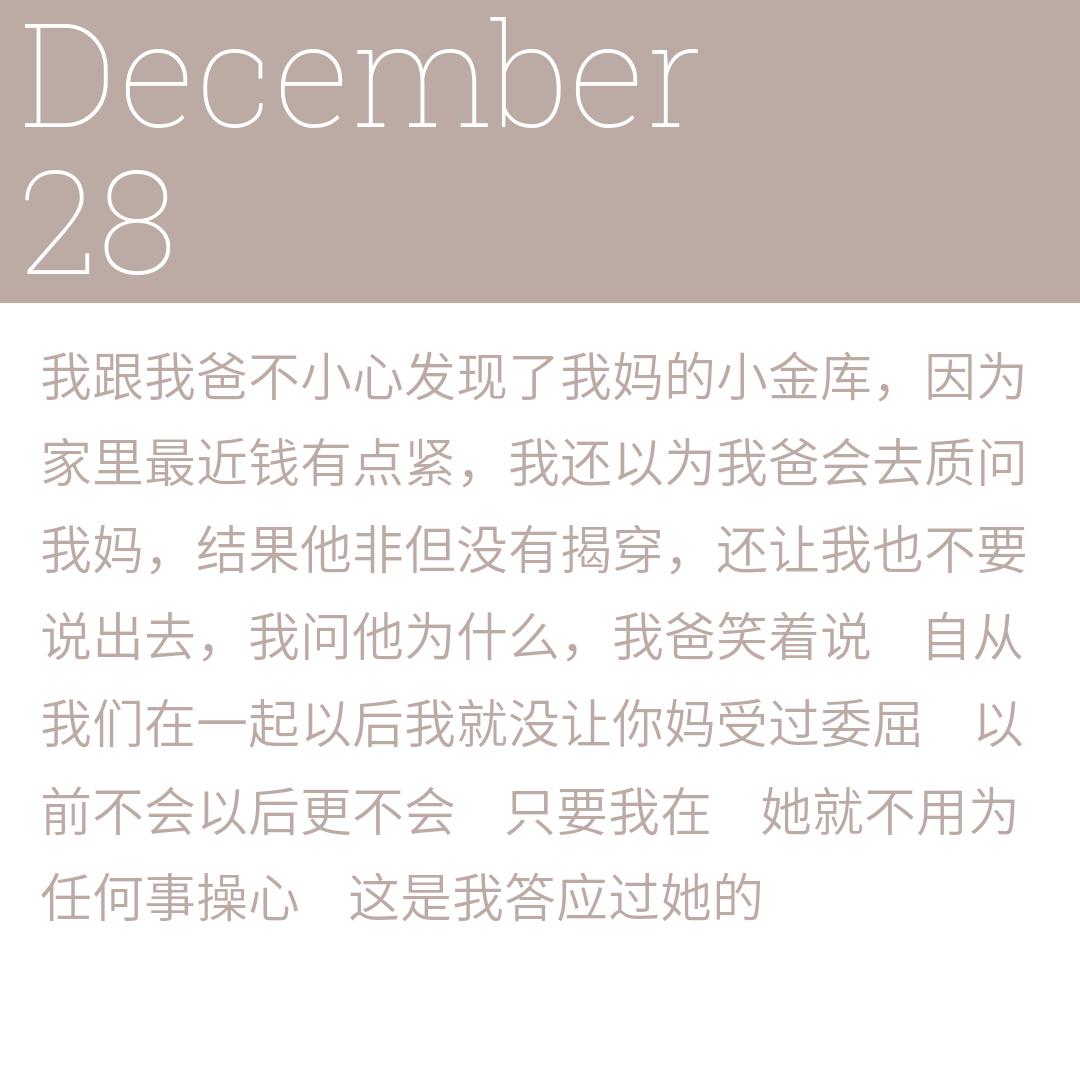 December
28
我跟我爸不小心发现了我妈的小金库，因为
家里最近钱有点紧，我还以为我爸会去质问
我妈，结果他非但没有揭穿，还让我也不要
说出去，我问他为什么，我爸笑着说　自从
我们在一起以后我就没让你妈受过委屈　以
前不会以后更不会　只要我在　她就不用为
任何事操心　这是我答应过她的